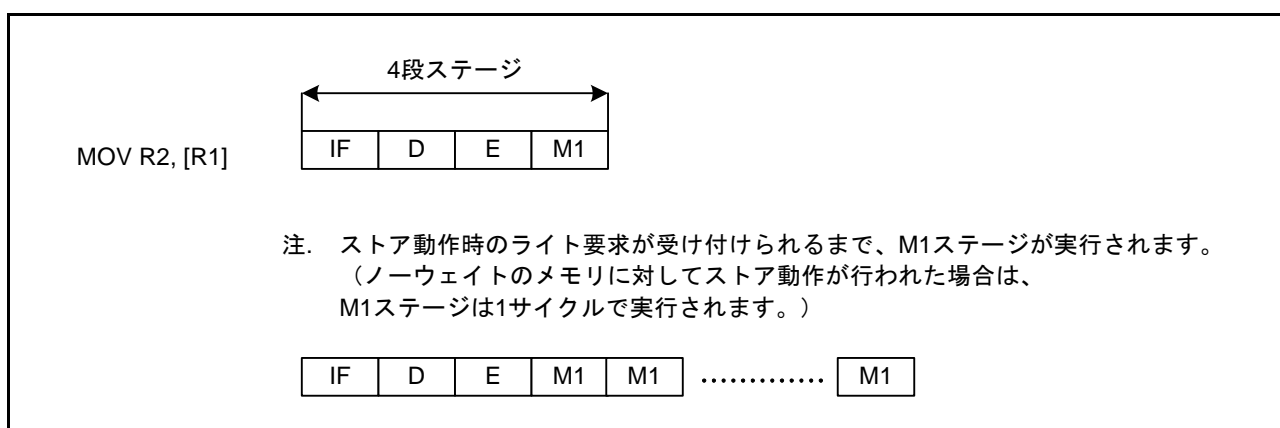 4段ステージ
MOV R2, [R1] IF D E M1
注. ストア動作時のライト要求が受け付けられるまで、M1ステージが実行されます。
（ノーウェイトのメモリに対してストア動作が行われた場合は、
M1ステージは1サイクルで実行されます。）
IF D E M1 M1 ............. M1